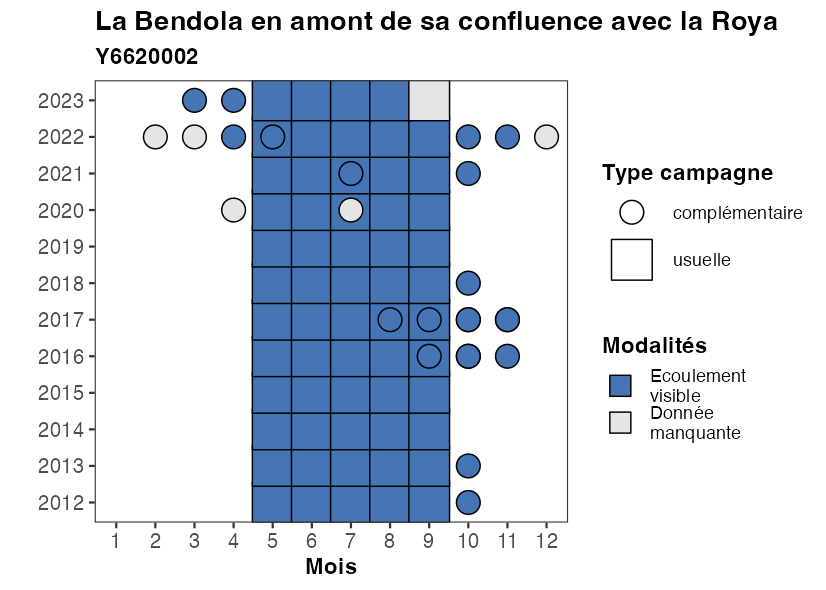 La Bendola en amont de sa confluence avec la Roya
Y6620002
2023
2022
2021
2020
2019
2018
2017
2016
2015
2014
2013
2012
1 2 3 4 5 6 7 8 9 10 11 12
Mois
Type campagne
complémentaire
usuelle
Modalités
Ecoulement
visible
Donnée
manquante